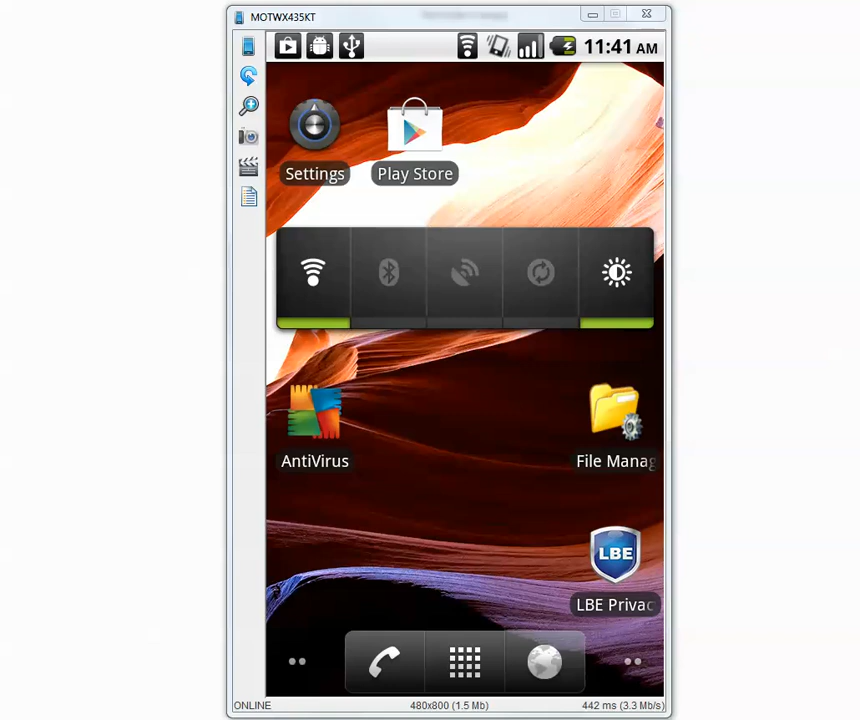 MOTWX435KT
11:41 AM
Settings
Play Store
AntiVirus
File Manag
LBE
LBE Privac
ONLINE
480x800 (1.5 Mb)
442 ms (3.3 Mb/s)